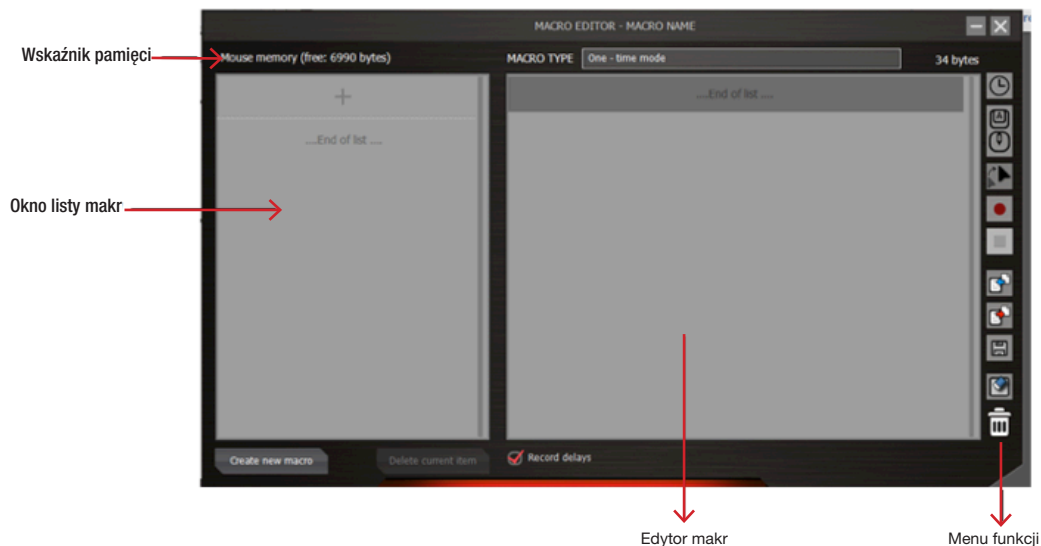 MACRO EDITOR - MACRO NAME
Wskaźnik pamięci
Mouse memory (free: 6990 bytes)
MACRO TYPE
One - time mode
34 bytes
....End of list ....
....End of list ....
A
Okno listy makr
Create new macro
Delete current item
Record delays
Edytor makr
Menu funkcji